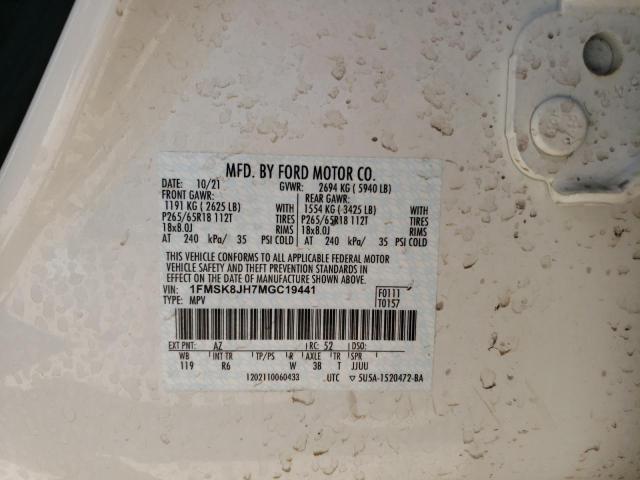 MFD. BY FORD MOTOR CO.
DATE: 10/21 GVWR: 2694 KG ( 5940 LB)
FRONT GAWR: REAR GAWR:
1191 KG ( 2625 LB) 1554 KG ( 3425 LB)
P265/65R18 112T TIRES P265/65R18 112T TIRES
18x8.0J RIMS 18x8.0J RIMS
AT 240 kPa/ 35 PSI COLD AT 240 kPa/ 35 PSI COLD
THIS VEHICLE CONFORMS TO ALL APPLICABLE FEDERAL MOTOR
VEHICLE SAFETY AND THEFT PREVENTION STANDARDS IN
EFFECT ON THE DATE OF MANUFACTURE SHOWN ABOVE.
VIN: 1FMSK8JH7MGC19441 F0111
TYPE: MPV T0157
EXT PNT: AZ RC: 52 DSO:
WB INT TR TP/PS R AXLE TR SPR
119 R6 W 3B T JJUU
1202110060433 UTC 5U5A-1520472-BA